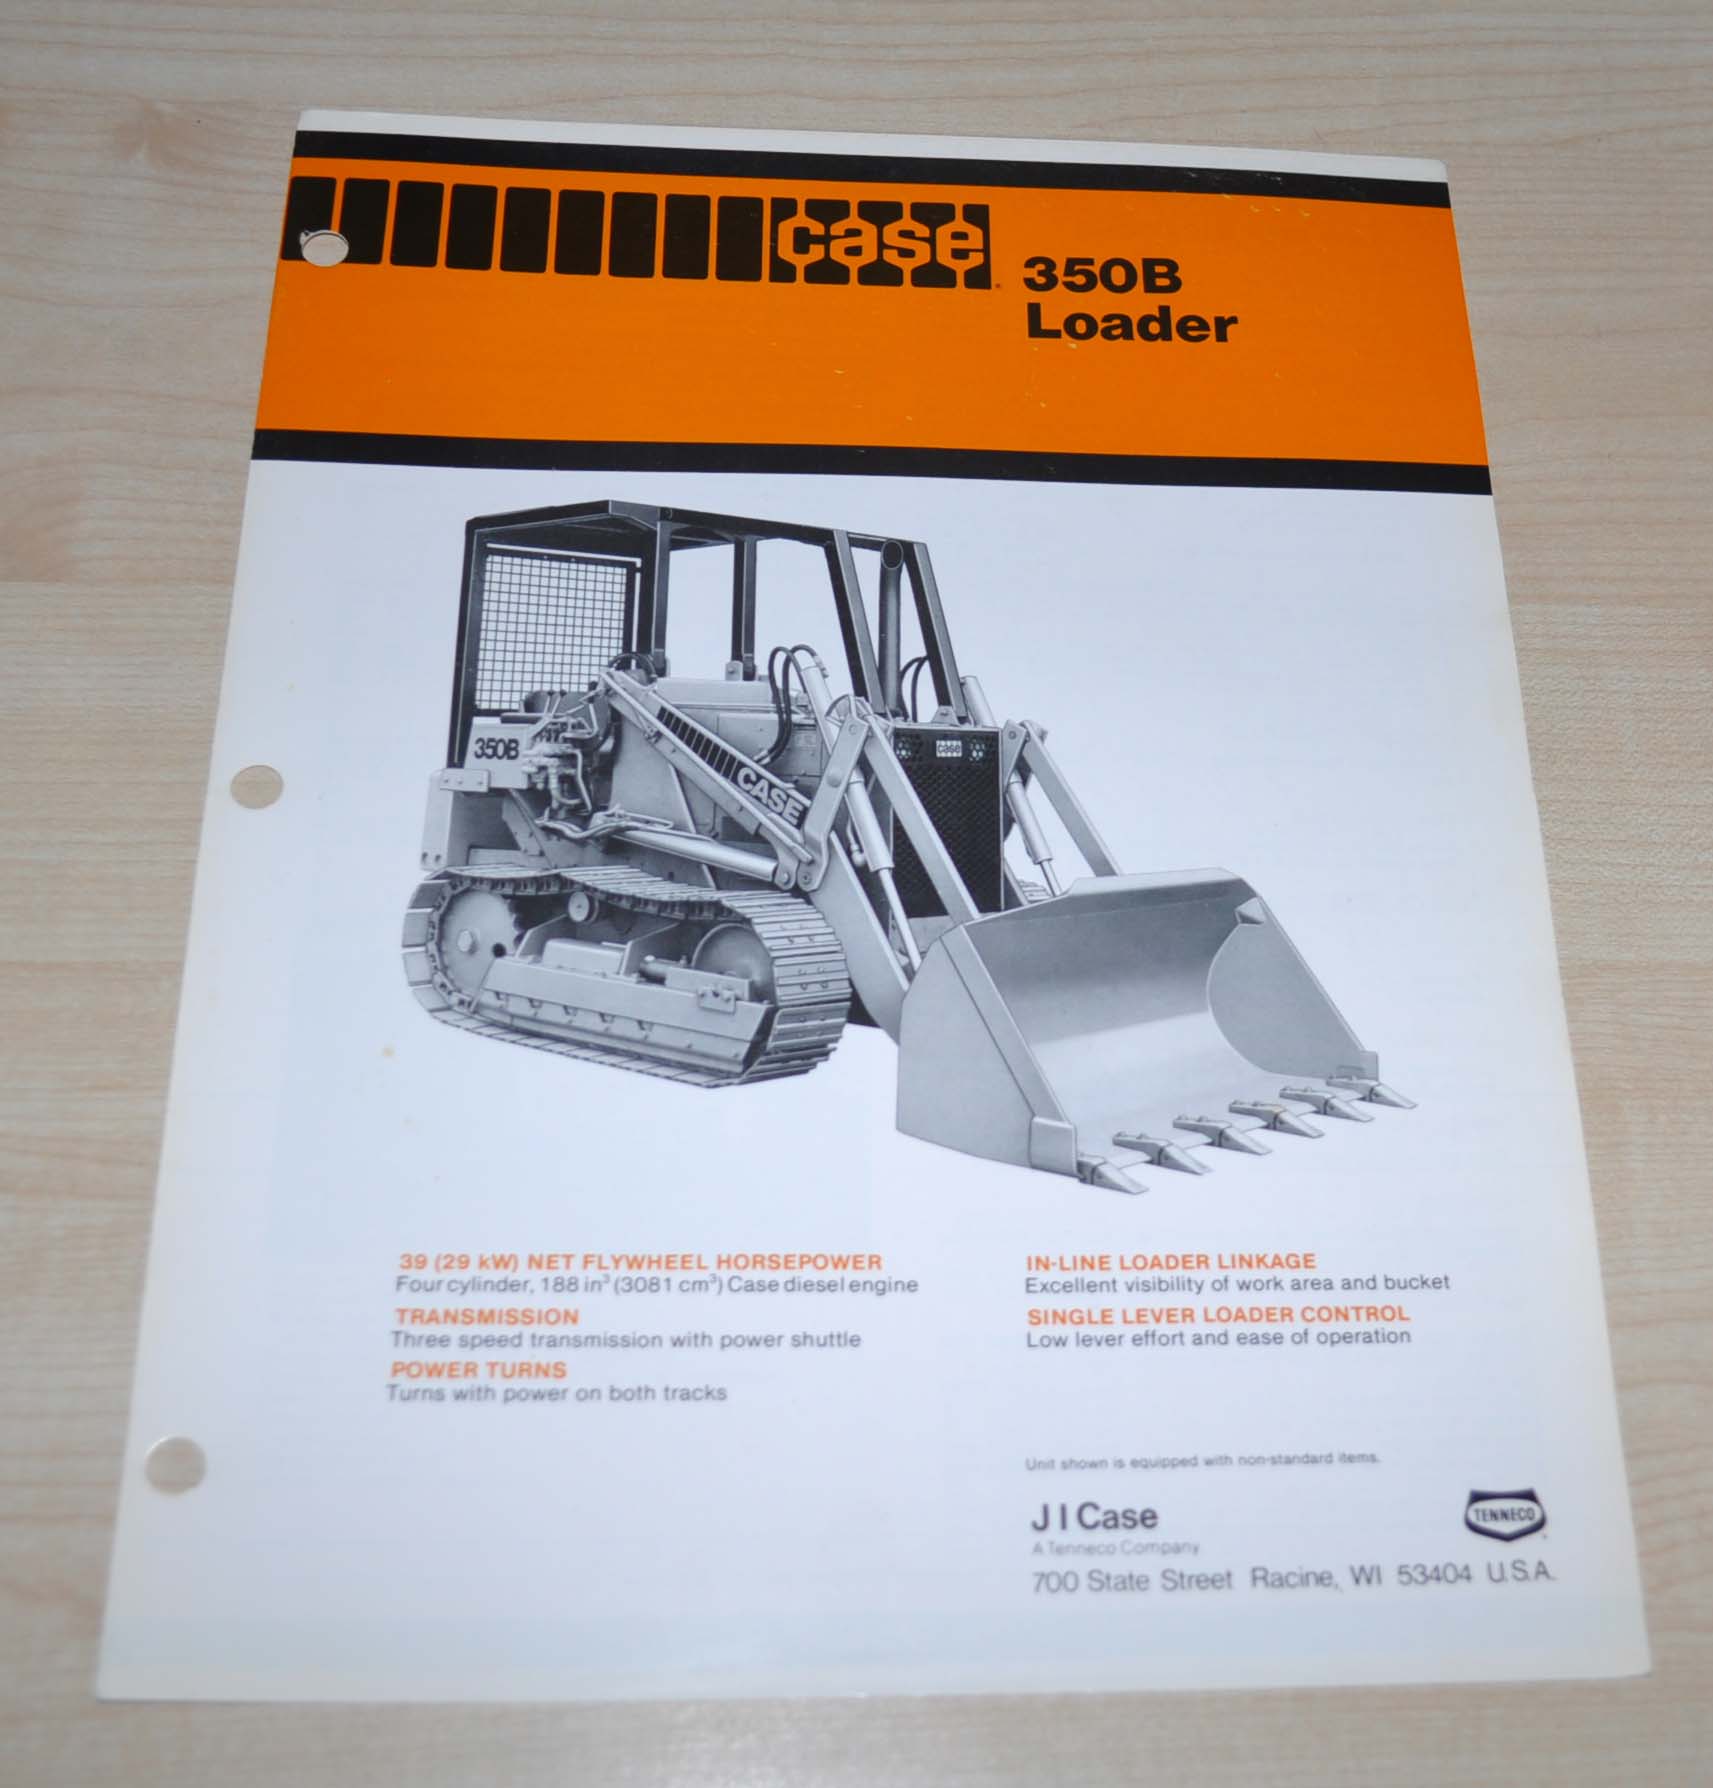 case
350B
Loader
350B
CASE
case
39 (29 kW) NET FLYWHEEL HORSEPOWER
Four cylinder, 188 in³ (3081 cm³) Case diesel engine
TRANSMISSION
Three speed transmission with power shuttle
POWER TURNS
Turns with power on both tracks
IN-LINE LOADER LINKAGE
Excellent visibility of work area and bucket
SINGLE LEVER LOADER CONTROL
Low lever effort and ease of operation
Unit shown is equipped with non-standard items.
J I Case
A Tenneco Company
700 State Street Racine, WI 53404 U.S.A.
TENNECO